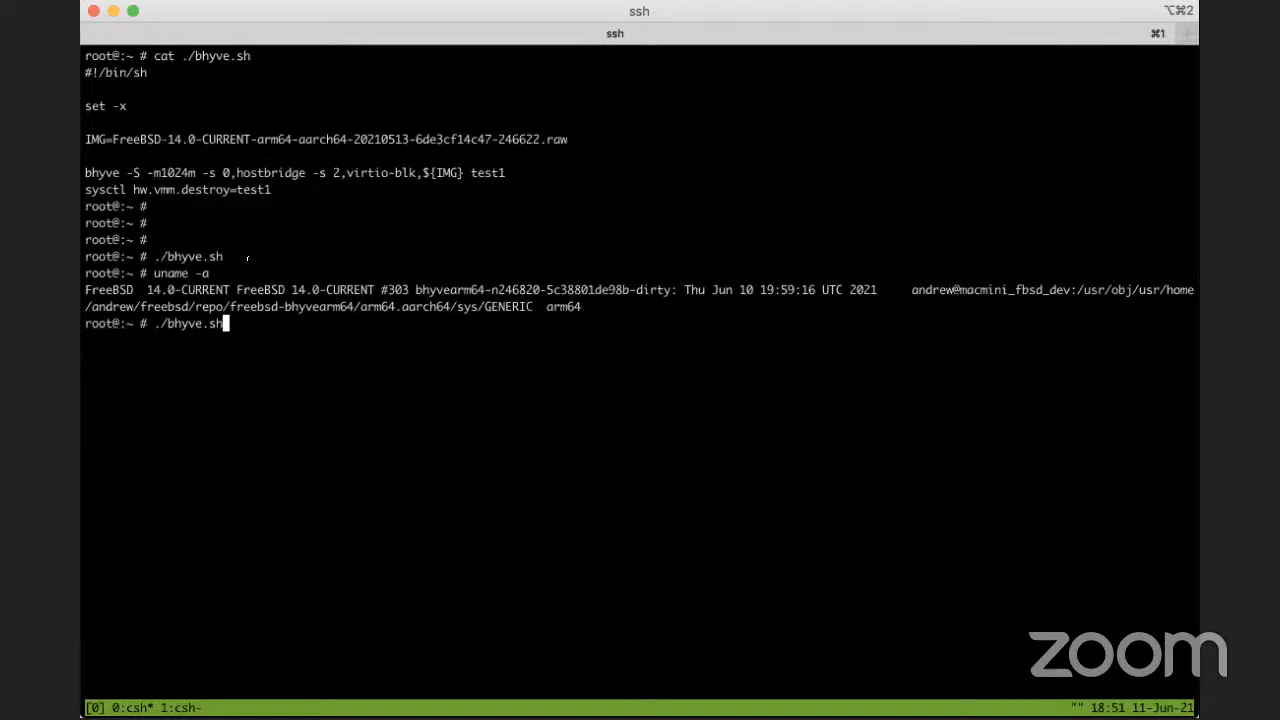 ssh
⌥⌘2
ssh
⌘1
root@:~ # cat ./bhyve.sh
#!/bin/sh
set -x
IMG=FreeBSD-14.0-CURRENT-arm64-aarch64-20210513-6de3cf14c47-246622.raw
bhyve -S -m1024m -s 0,hostbridge -s 2,virtio-blk,${IMG} test1
sysctl hw.vmm.destroy=test1
root@:~ #
root@:~ #
root@:~ #
root@:~ # ./bhyve.sh
root@:~ # uname -a
FreeBSD  14.0-CURRENT FreeBSD 14.0-CURRENT #303 bhyvearm64-n246820-5c38801de98b-dirty: Thu Jun 10 19:59:16 UTC 2021     andrew@macmini_fbsd_dev:/usr/obj/usr/home
/andrew/freebsd/repo/freebsd-bhyvearm64/arm64.aarch64/sys/GENERIC  arm64
root@:~ # ./bhyve.sh
zoom
[0] 0:csh* 1:csh-
"" 18:51 11-Jun-21